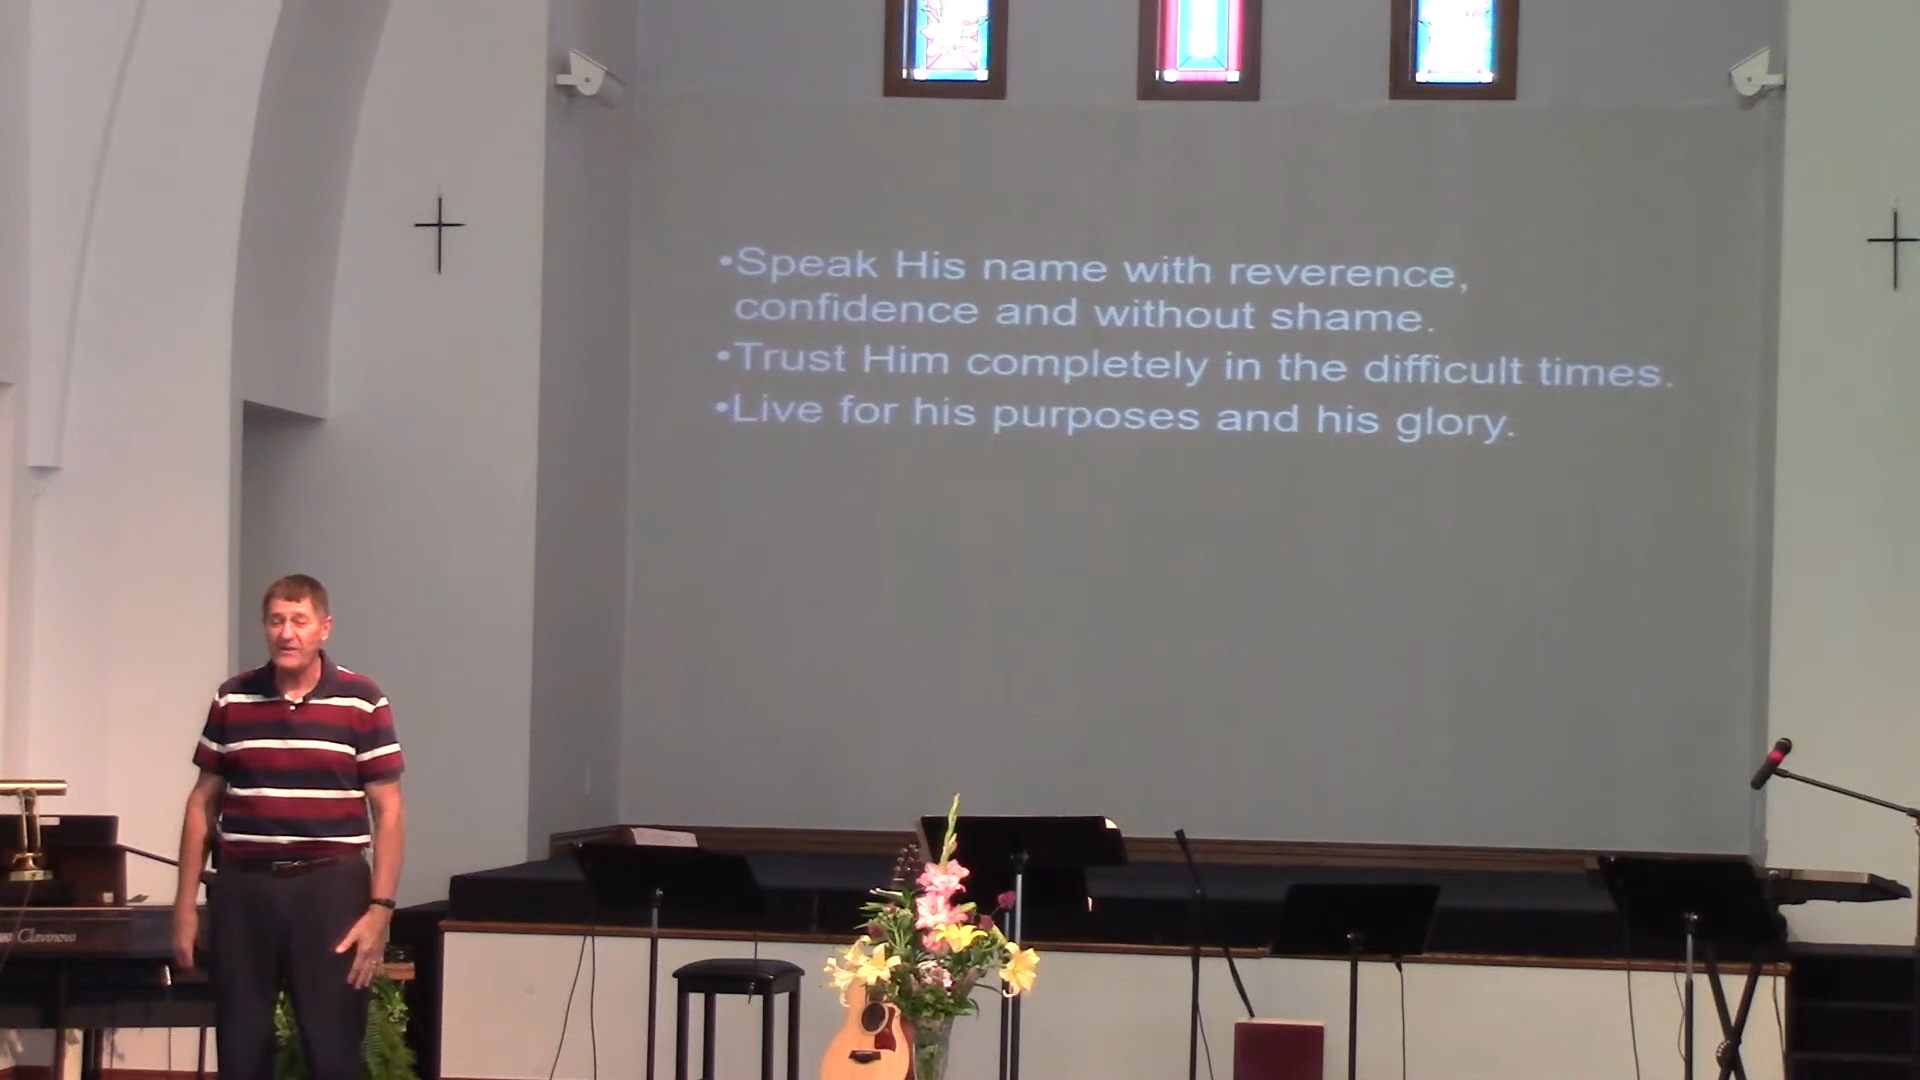 •Speak His name with reverence,
confidence and without shame.
•Trust Him completely in the difficult times.
•Live for his purposes and his glory.
Clavinova